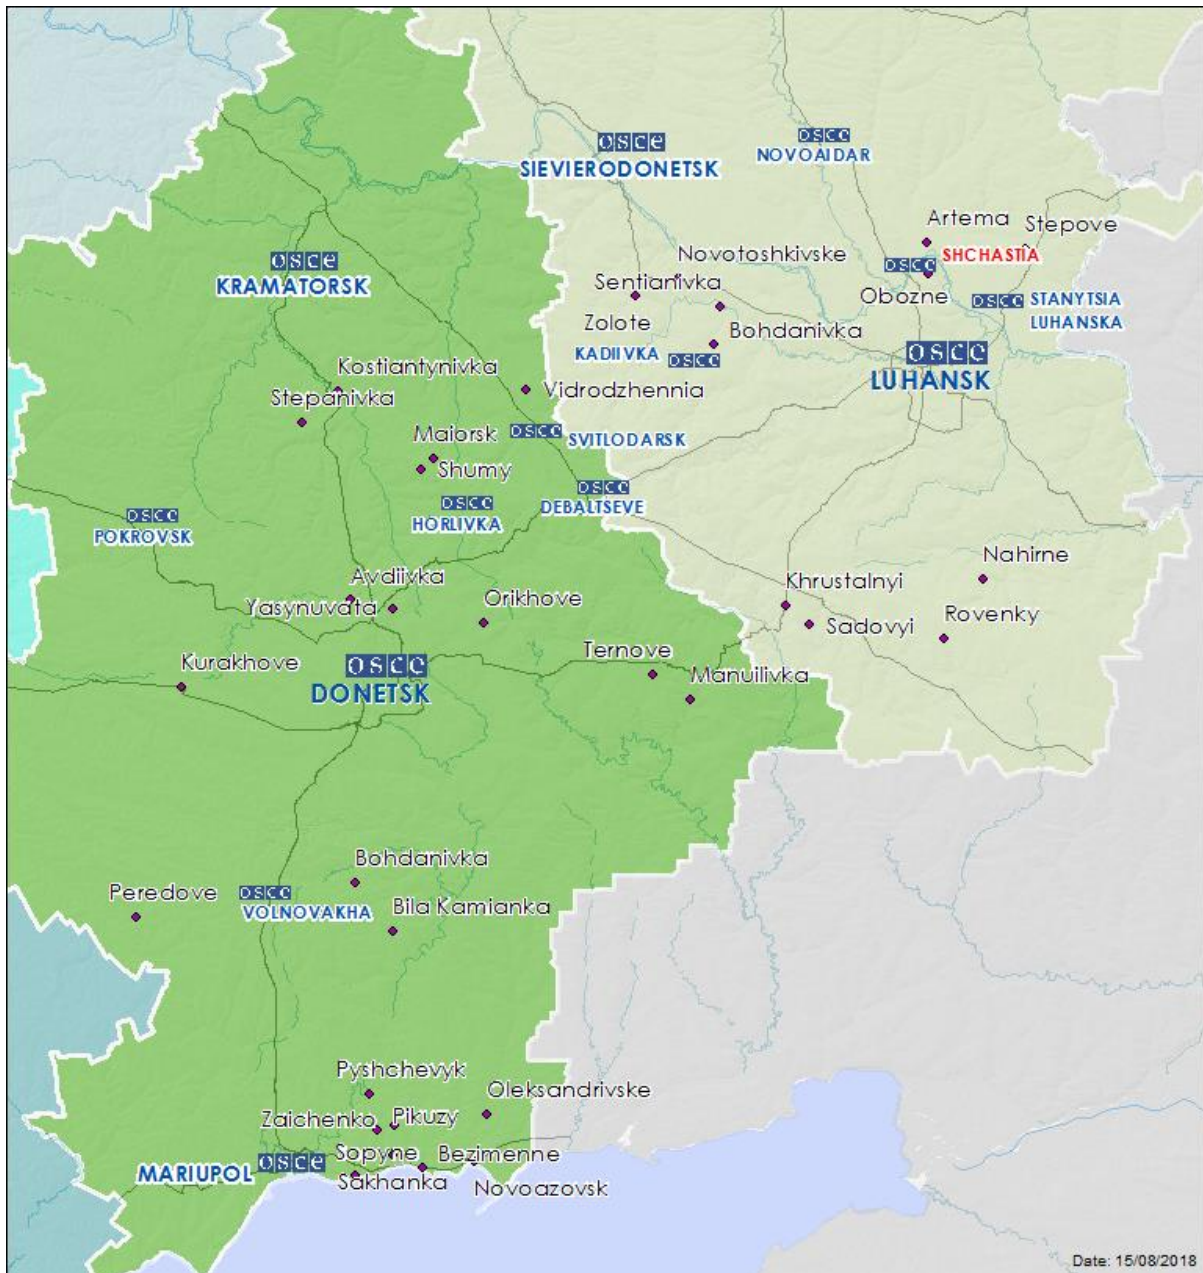 OSCE
NOVOAIDAR
OSCE
SIEVIERODONETSK
Artema
Stepove
SHCHASTIA
OSCE
OSCE
KRAMATORSK
Novotoshkivske
Sentianivka
Obozne
OSCE
STANYTSIA
LUHANSKA
Zolote
Bohdanivka
KADIIVKA
OSCE
OSCE
LUHANSK
Kostiantynivka
Vidrodzhennia
Stepanivka
Maiorsk
OSCE
SVITLODARSK
Shumy
OSCE
DEBALTSEVE
OSCE
HORLIVKA
OSCE
POKROVSK
Nahirne
Avdiivka
Khrustalnyi
Yasynuvata
Orikhove
Sadovyi
Rovenky
Ternove
Kurakhove
OSCE
DONETSK
Manuilivka
Bohdanivka
Peredove
OSCE
VOLNOVAKHA
Bila Kamianka
Pyshchevyk
Oleksandrivske
Zaichenko
Pikuzy
Sopyne
Bezimenne
MARIUPOL
OSCE
Sakhanka
Novoazovsk
Date: 15/08/2018